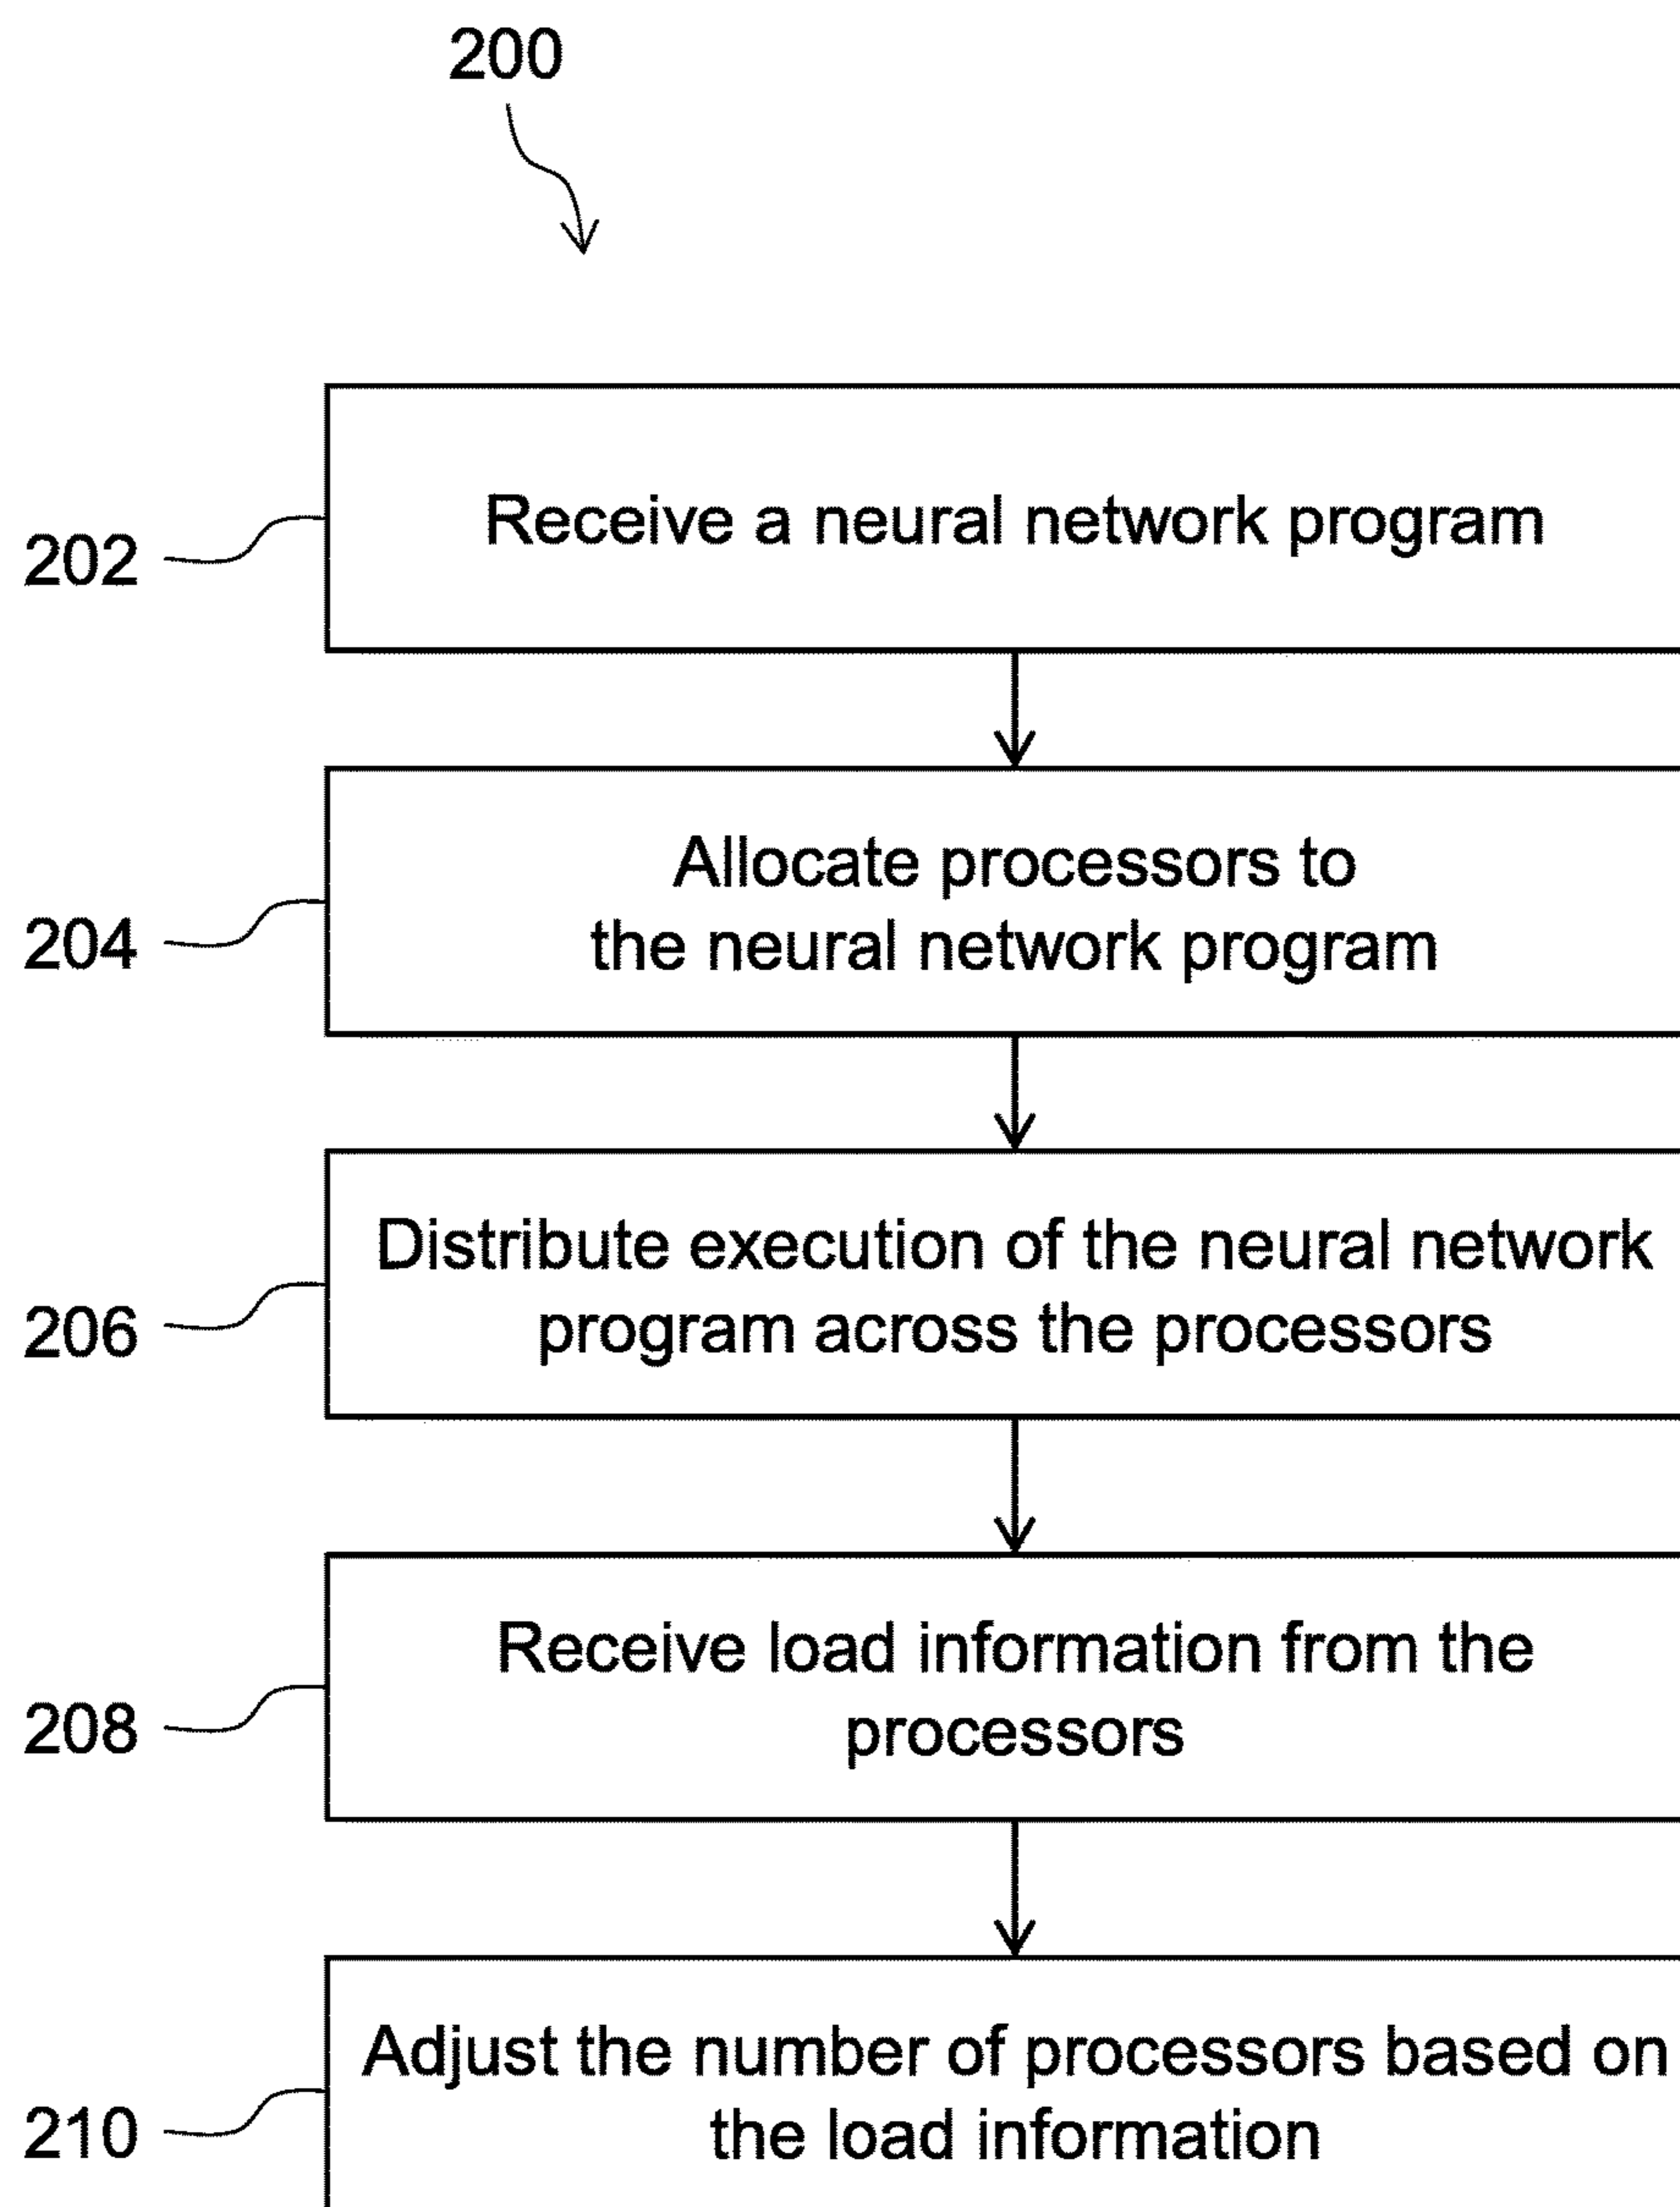 200
202
Receive a neural network program
204
Allocate processors to
the neural network program
206
Distribute execution of the neural network
program across the processors
208
Receive load information from the
processors
210
Adjust the number of processors based on
the load information